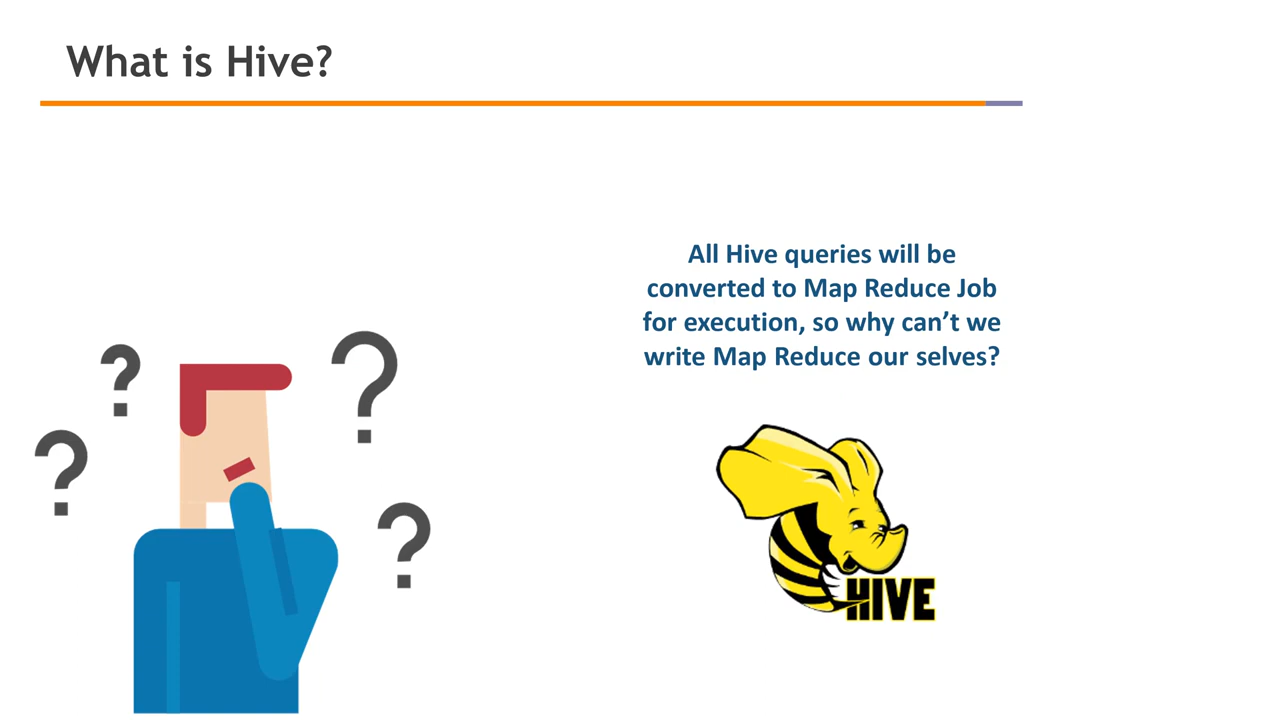 What is Hive?
All Hive queries will be
converted to Map Reduce Job
for execution, so why can’t we
write Map Reduce our selves?
?
?
?
?
HIVE